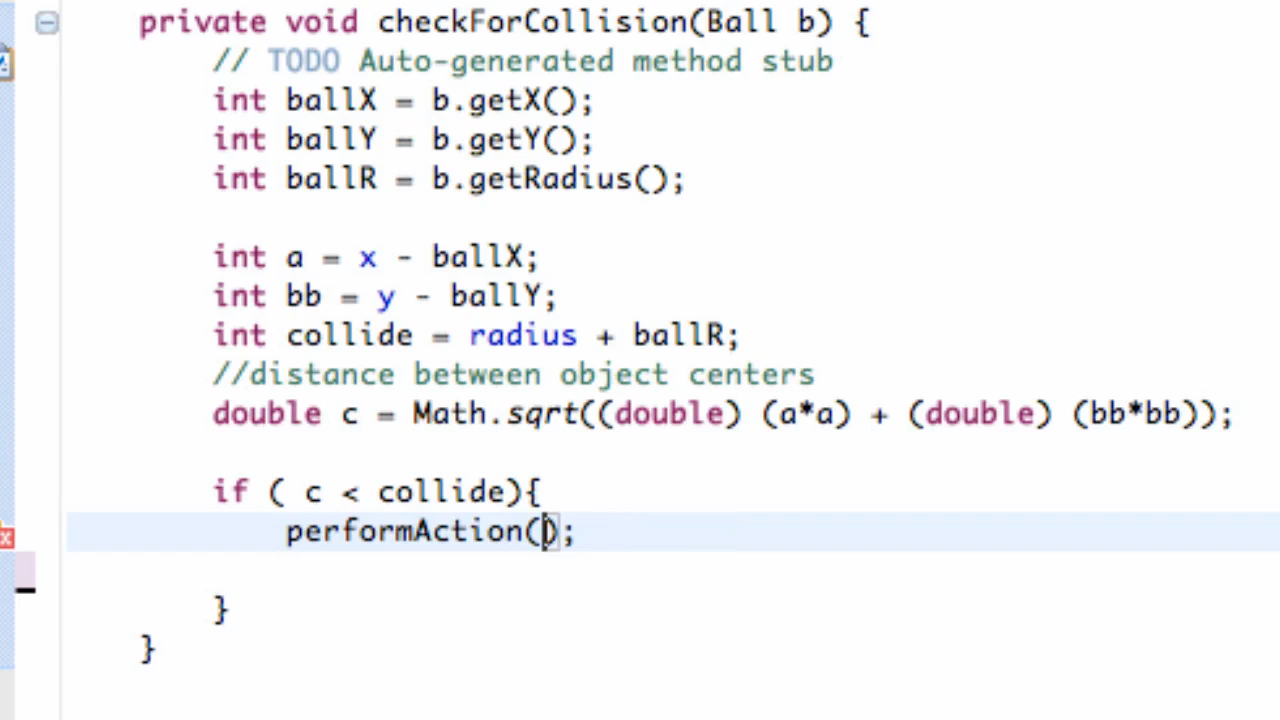 private void checkForCollision(Ball b) {
// TODO Auto-generated method stub
int ballX = b.getX();
int ballY = b.getY();
int ballR = b.getRadius();
int a = x - ballX;
int bb = y - ballY;
int collide = radius + ballR;
//distance between object centers
double c = Math.sqrt((double) (a*a) + (double) (bb*bb));
if ( c < collide){
performAction();
}
}